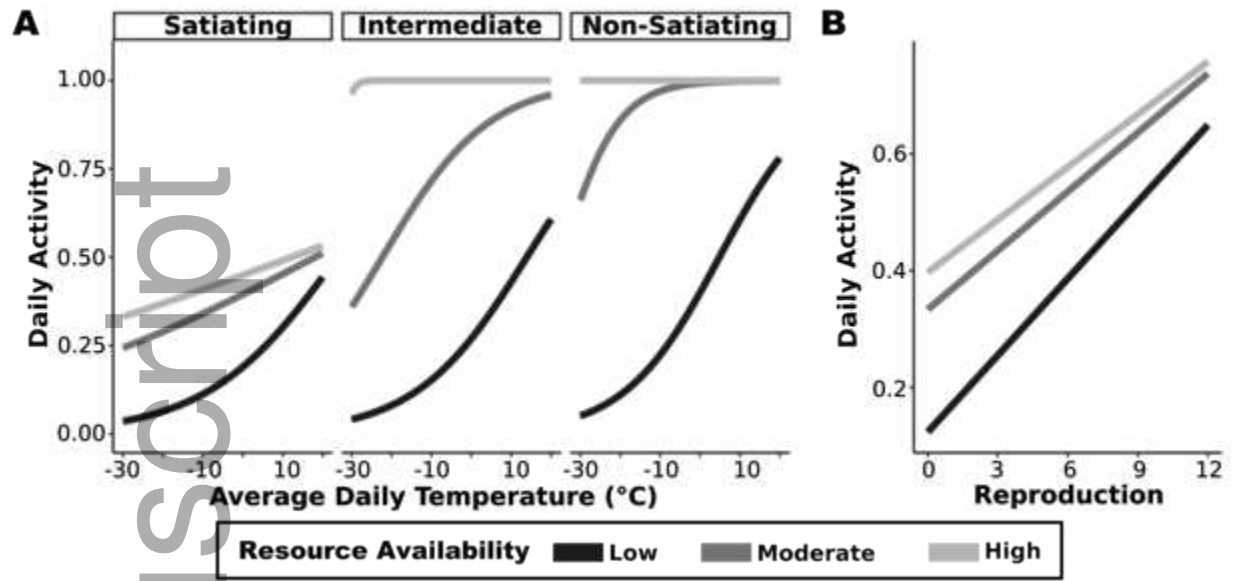 A
Satiating
Intermediate
Non-Satiating
B
Daily Activity
1.00
0.75
0.50
0.25
0.00
-30
-10
10
-30
-10
10
-30
-10
10
Average Daily Temperature (°C)
Daily Activity
0.6
0.4
0.2
0
3
6
9
12
Reproduction
Resource Availability Low Moderate High
script